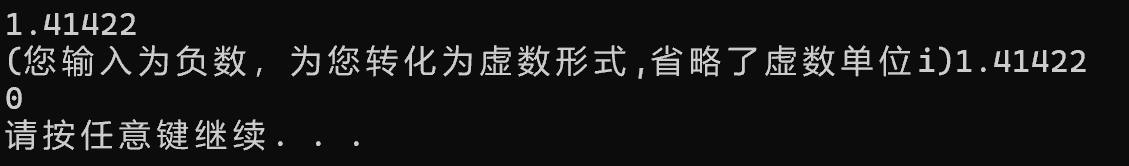 1.41422
(您输入为负数，为您转化为虚数形式,省略了虚数单位i)1.41422
0
请按任意键继续. . .